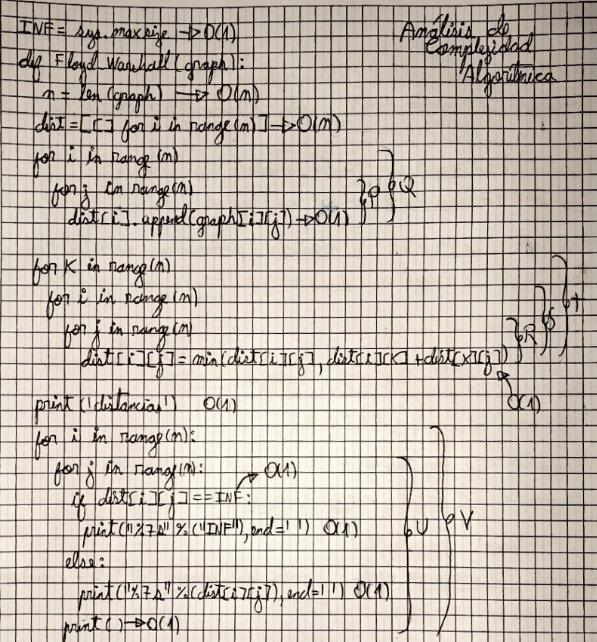 Análisis de
Complejidad
Algorítmica
INF = sys.maxsize → O(1)
def Floyd Warshall (graph):
n = len (graph) → O(n)
dist = [[] for i in range(n)] → O(n)
for i in range (n)
for j in range(n)
dist[i].append(graph[i][j]) → O(1) } P } Q
for K in range(n)
for i in range(n)
for j in range(n)
dist[i][j] = min(dist[i][j], dist[i][K] + dist[K][j]) } R } S } T
O(1)
print ('distancias') O(1)
for i in range(n):
for j in range(n): O(1)
if dist[i][j] == INF:
print("%7s" % ("INF"), end=' ') O(1) } U } V
else:
print("%7s" % (dist[i][j]), end=' ') O(1)
print () → O(1)